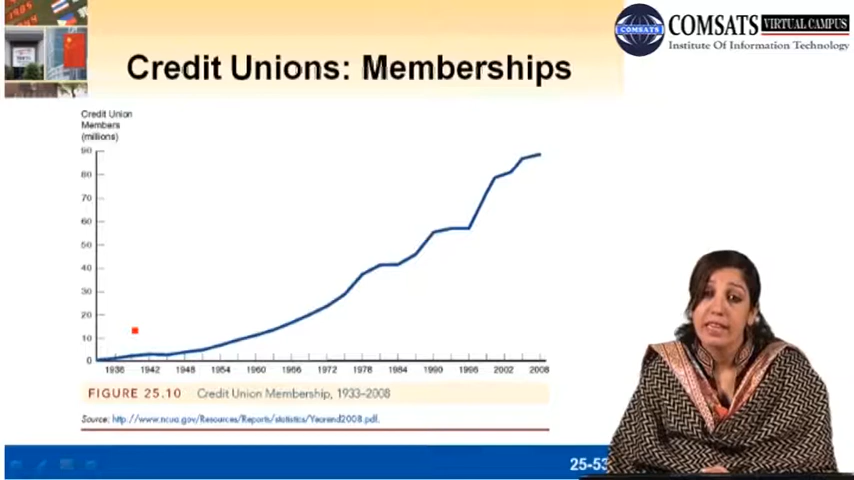 COMSATS VIRTUAL CAMPUS
Institute Of Information Technology
COMSATS
Credit Unions: Memberships
Credit Union
Members
(millions)
90
80
70
60
50
40
30
20
10
0
1936 1942 1948 1954 1960 1966 1972 1978 1984 1990 1996 2002 2008
FIGURE 25.10 Credit Union Membership, 1933–2008
Source: http://www.ncua.gov/Resources/Reports/statistics/Yearend2008.pdf.
25-53